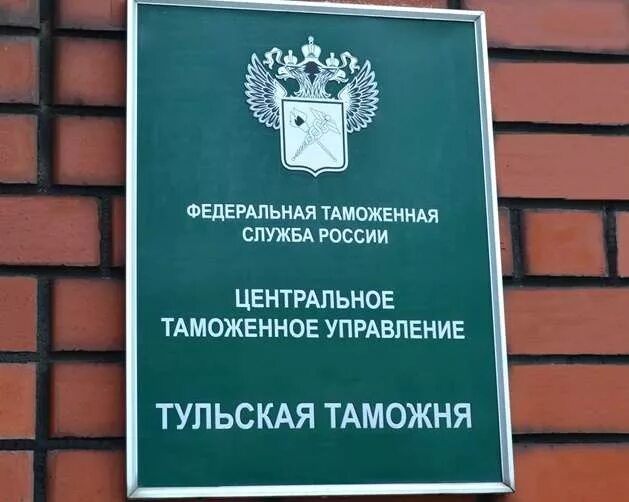 ФЕДЕРАЛЬНАЯ ТАМОЖЕННАЯ
СЛУЖБА РОССИИ
ЦЕНТРАЛЬНОЕ
ТАМОЖЕННОЕ УПРАВЛЕНИЕ
ТУЛЬСКАЯ ТАМОЖНЯ